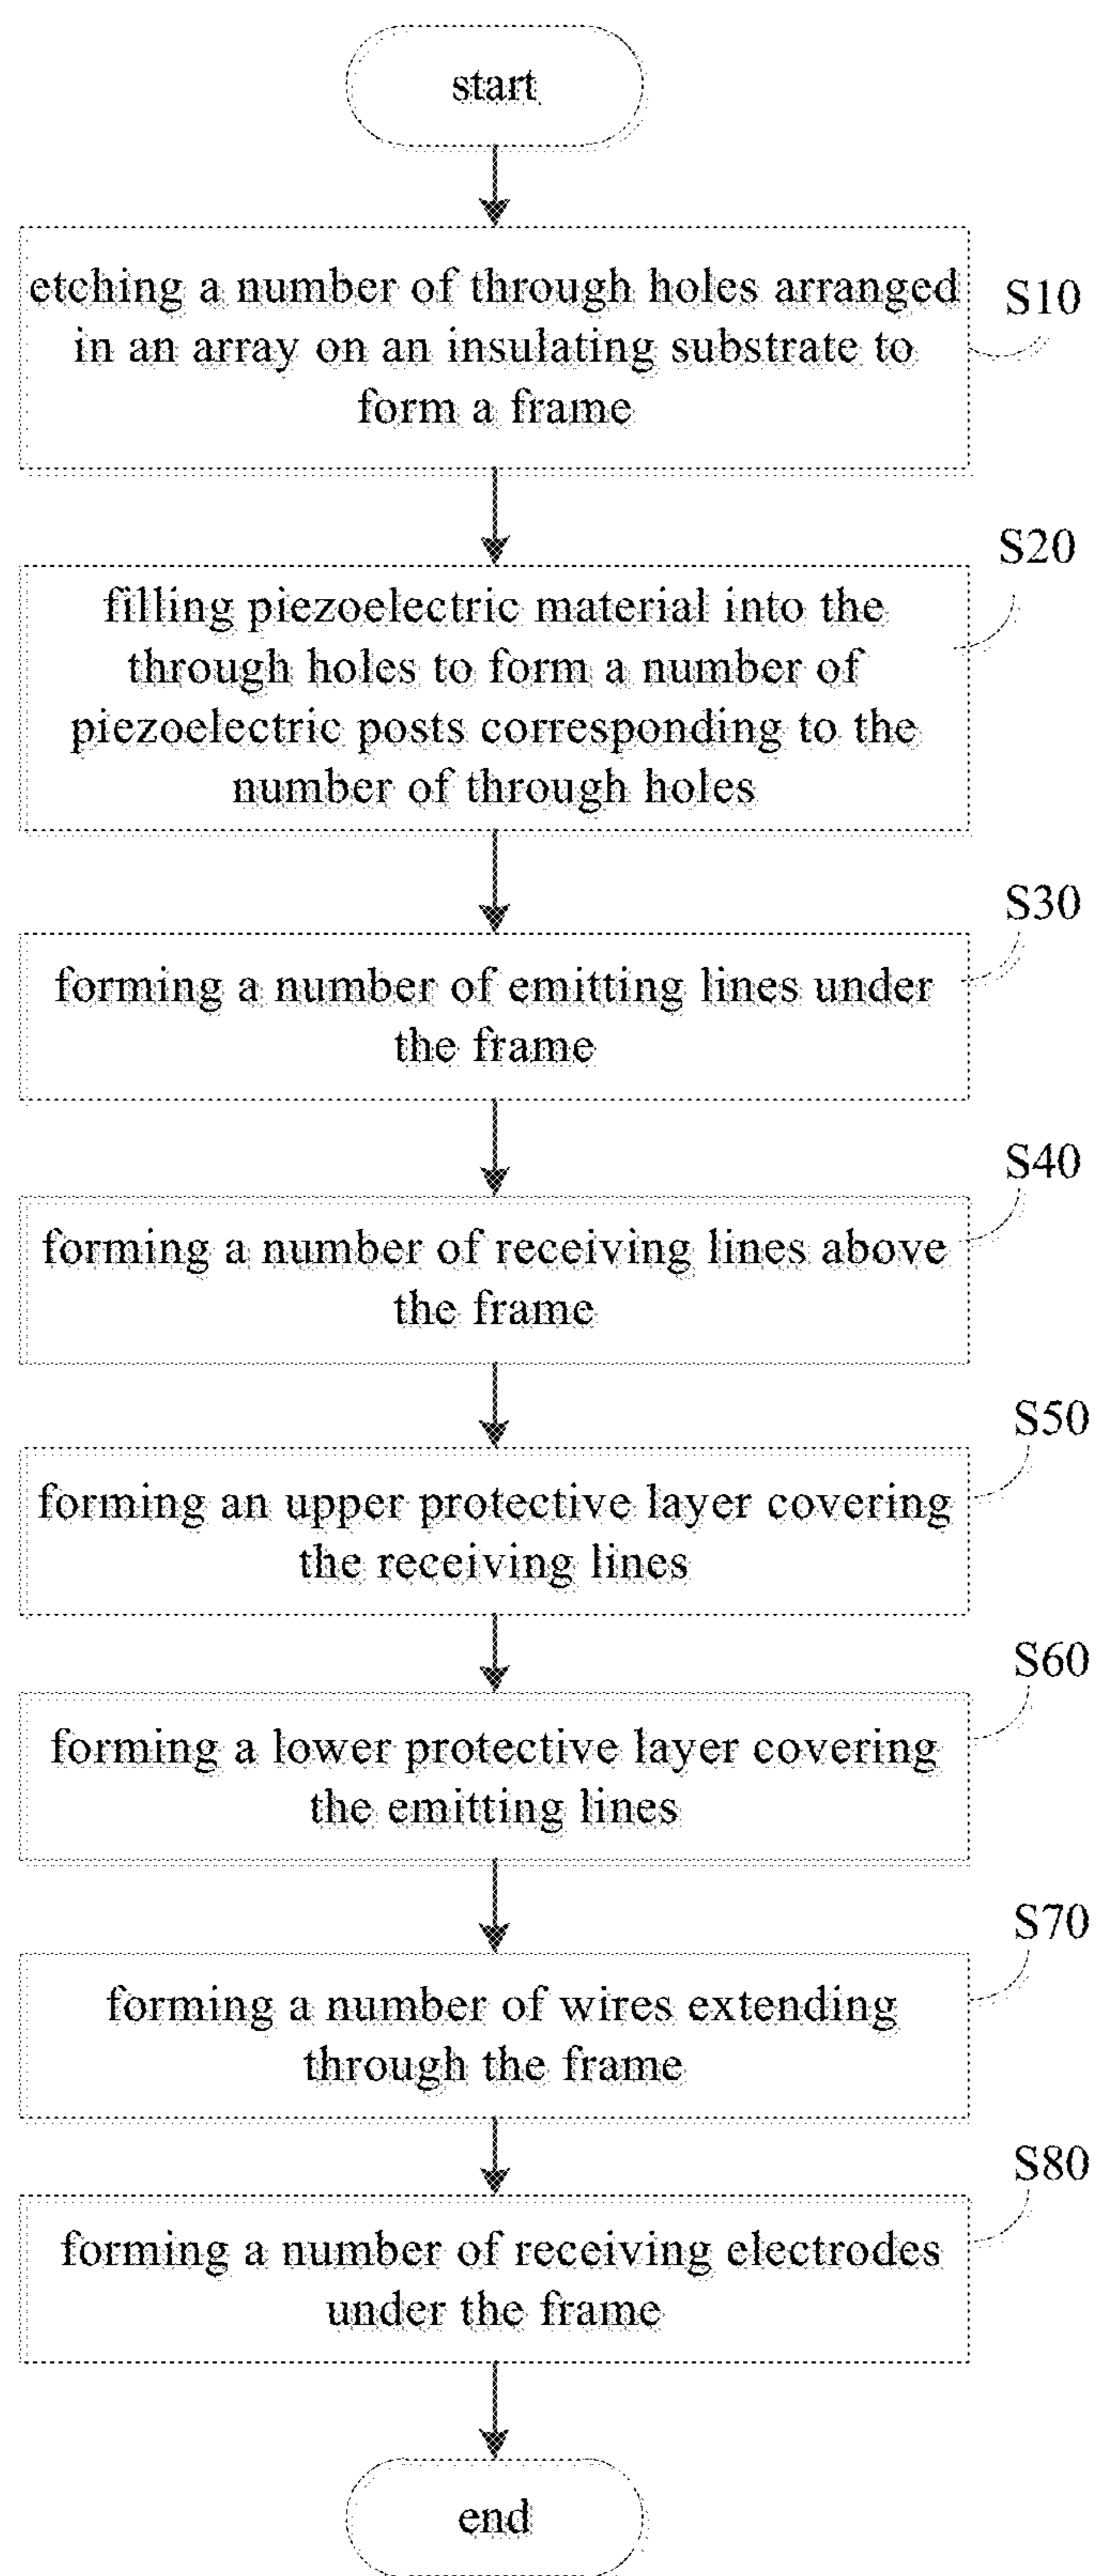 start
etching a number of through holes arranged
in an array on an insulating substrate to
form a frame
S10
filling piezoelectric material into the
through holes to form a number of
piezoelectric posts corresponding to the
number of through holes
S20
forming a number of emitting lines under
the frame
S30
forming a number of receiving lines above
the frame
S40
forming an upper protective layer covering
the receiving lines
S50
forming a lower protective layer covering
the emitting lines
S60
forming a number of wires extending
through the frame
S70
forming a number of receiving electrodes
under the frame
S80
end